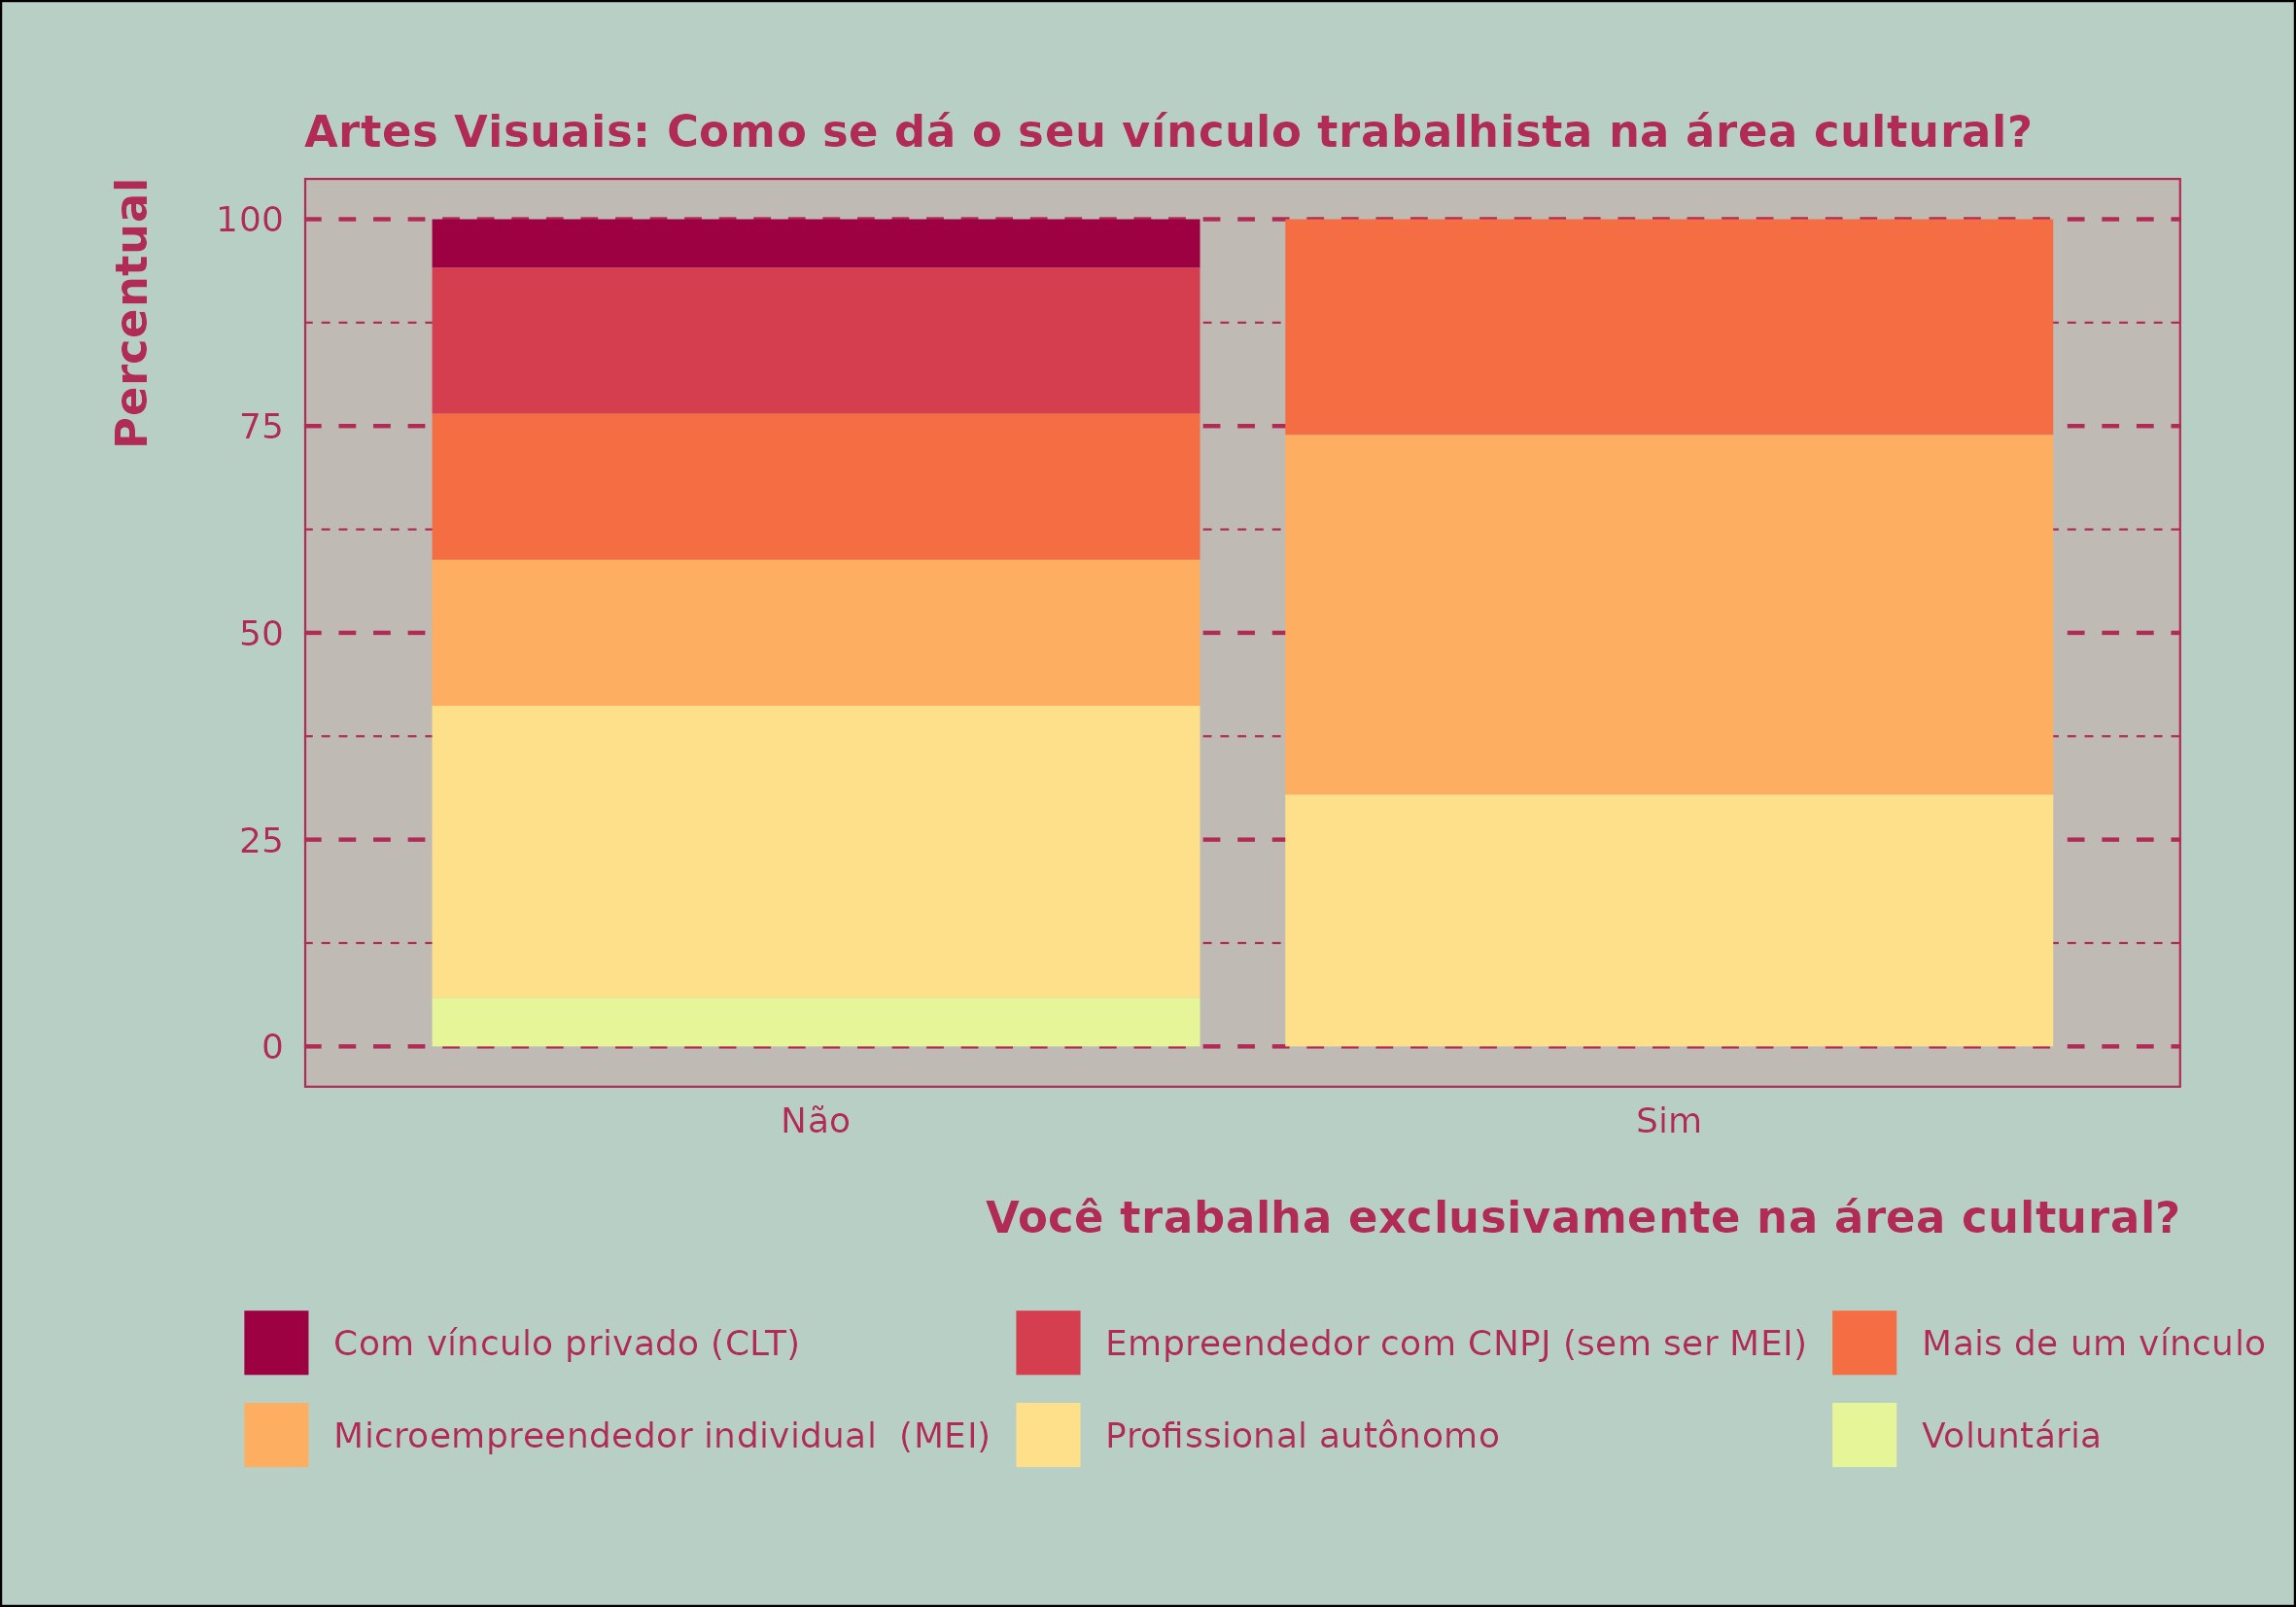 Artes Visuais: Como se dá o seu vínculo trabalhista na área cultural?
Percentual
100
75
50
25
0
Não Sim
Você trabalha exclusivamente na área cultural?
Com vínculo privado (CLT) Empreendedor com CNPJ (sem ser MEI) Mais de um vínculo
Microempreendedor individual  (MEI) Profissional autônomo Voluntária